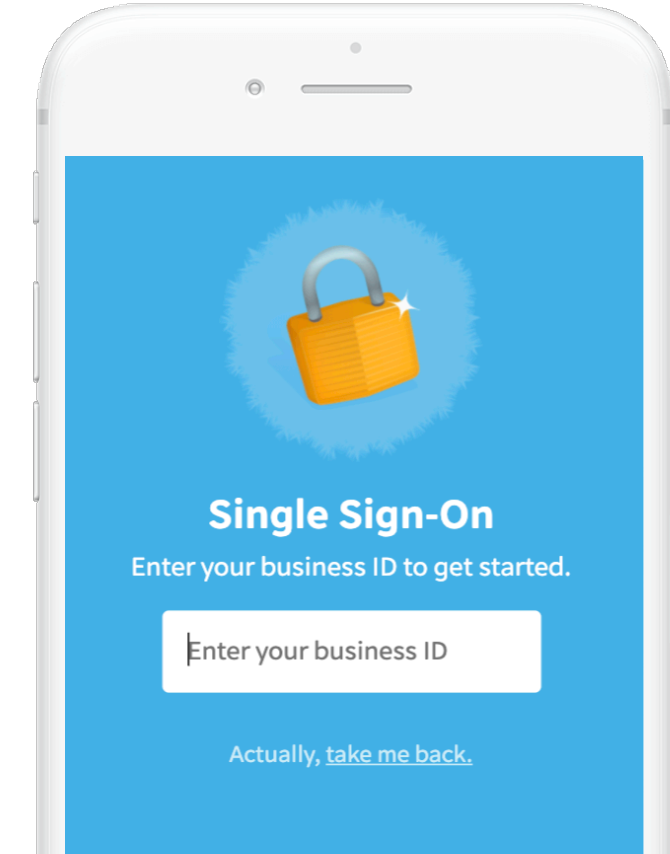 Single Sign-On
Enter your business ID to get started.
Enter your business ID
Actually, take me back.